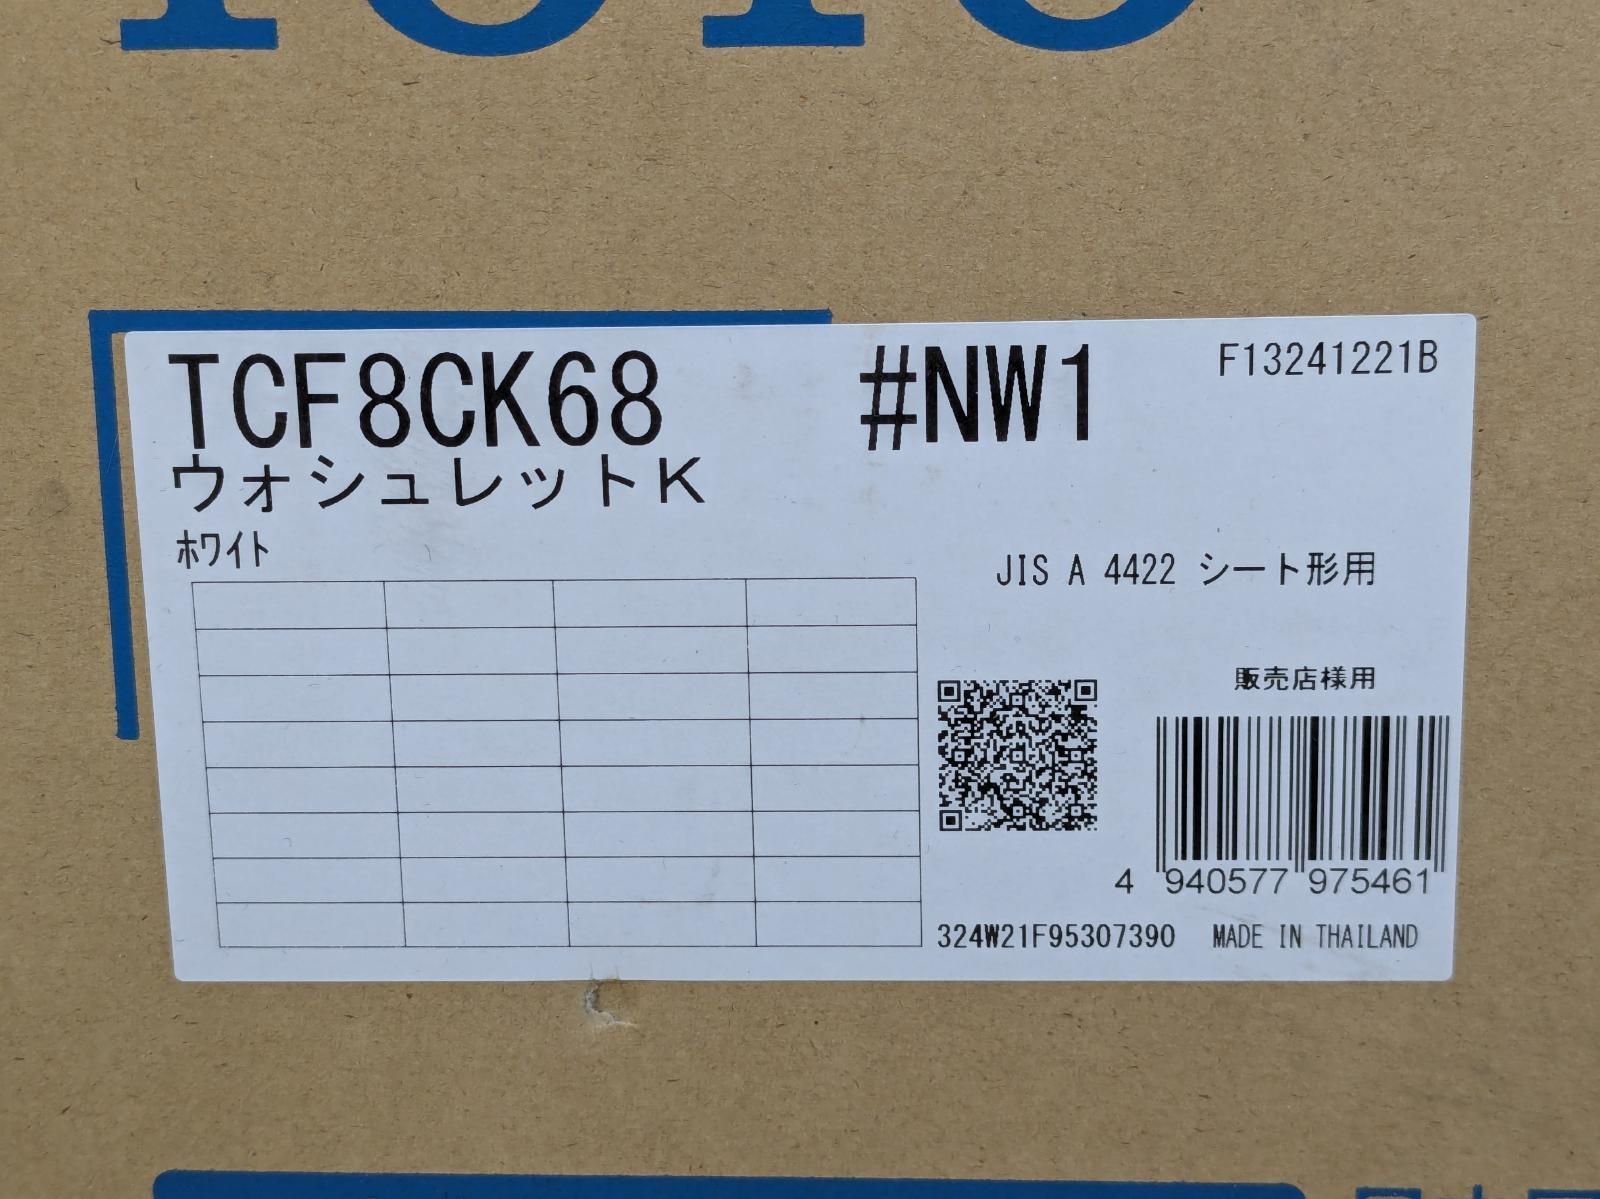 TOTO
TCF8CK68 #NW1 F13241221B
ウォシュレットK
ホワイト
JIS A 4422 シート形用
販売店様用
4 940577 975461
324W21F95307390 MADE IN THAILAND